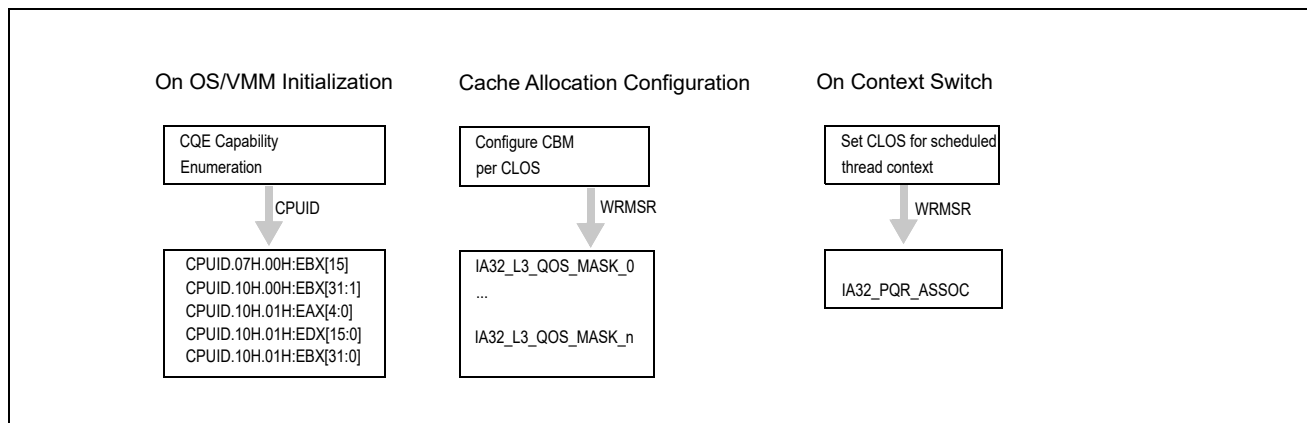 On OS/VMM Initialization
CQE Capability
Enumeration
CPUID
CPUID.07H.00H:EBX[15]
CPUID.10H.00H:EBX[31:1]
CPUID.10H.01H:EAX[4:0]
CPUID.10H.01H:EDX[15:0]
CPUID.10H.01H:EBX[31:0]
Cache Allocation Configuration
Configure CBM
per CLOS
WRMSR
IA32_L3_QOS_MASK_0
...
IA32_L3_QOS_MASK_n
On Context Switch
Set CLOS for scheduled
thread context
WRMSR
IA32_PQR_ASSOC